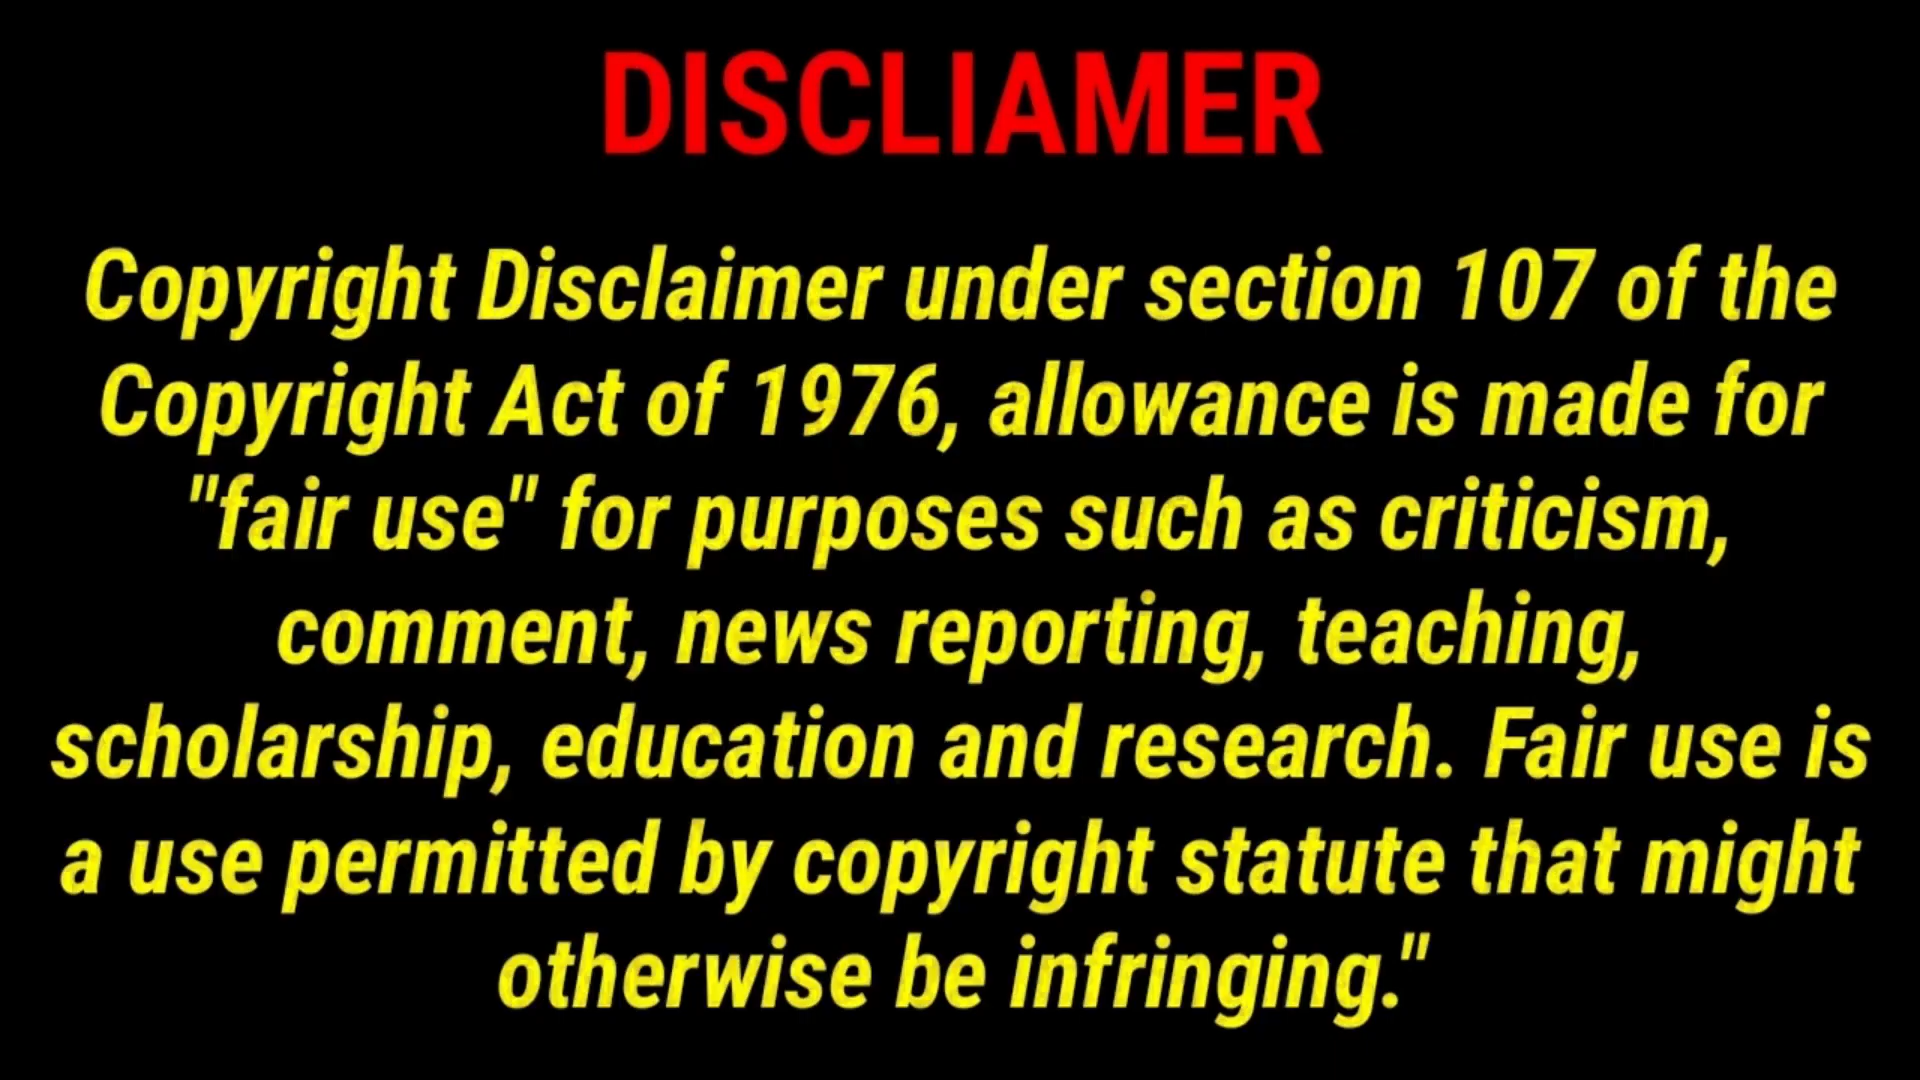 DISCLIAMER
Copyright Disclaimer under section 107 of the
Copyright Act of 1976, allowance is made for
"fair use" for purposes such as criticism,
comment, news reporting, teaching,
scholarship, education and research. Fair use is
a use permitted by copyright statute that might
otherwise be infringing."